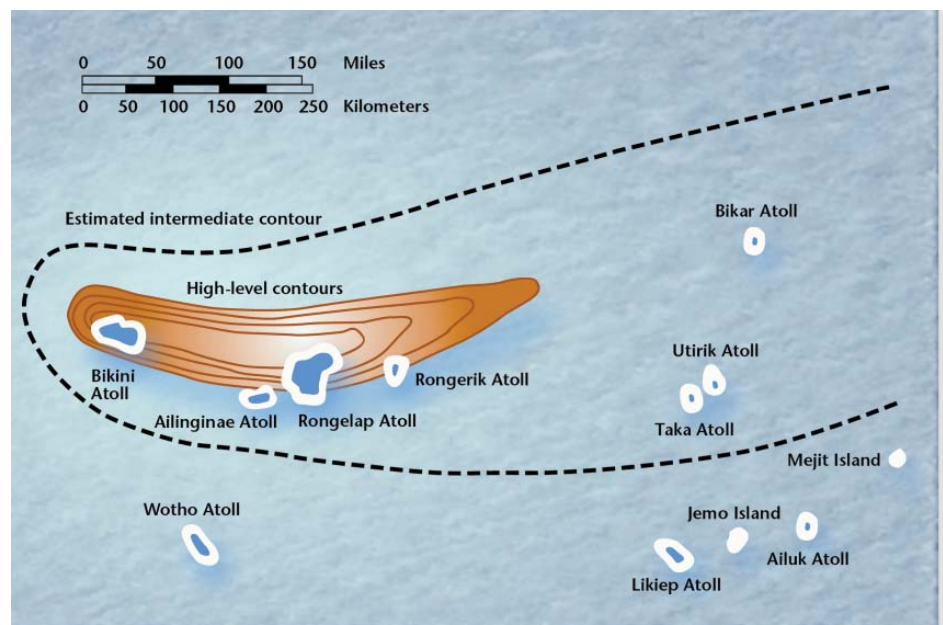 0 50 100 150 Miles
0 50 100 150 200 250 Kilometers
Bikar Atoll
Estimated intermediate contour
High-level contours
Utirik Atoll
Bikini
Atoll
Rongerik Atoll
Ailinginae Atoll
Rongelap Atoll
Taka Atoll
Mejit Island
Wotho Atoll
Jemo Island
Ailuk Atoll
Likiep Atoll